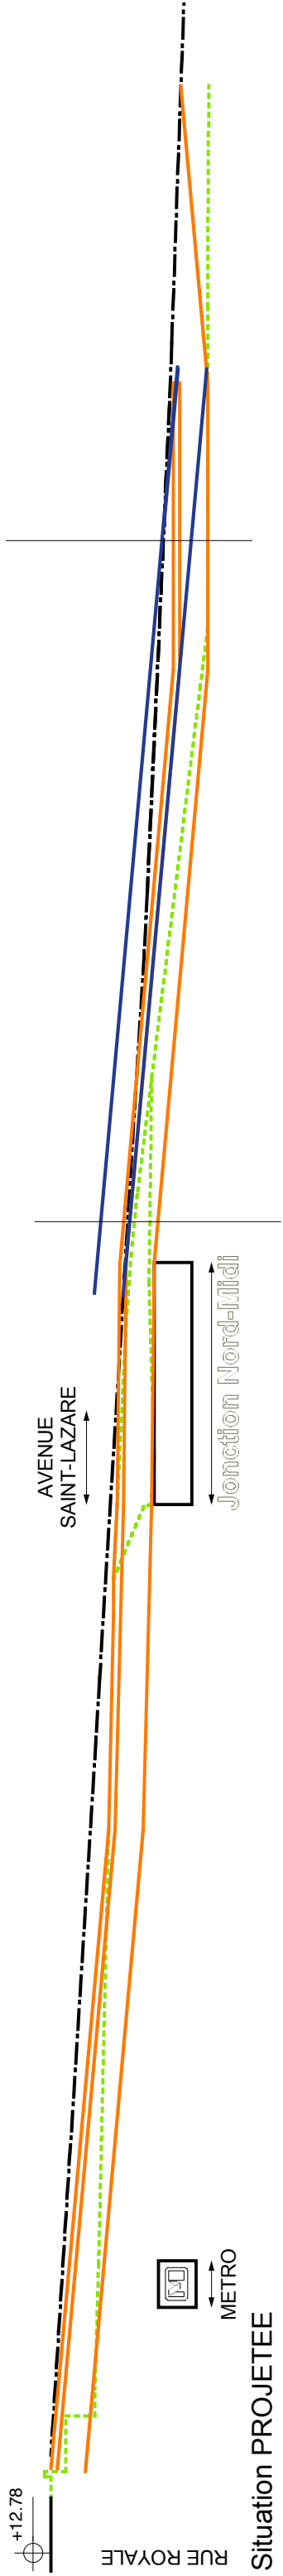 AVENUE
SAINT-LAZARE
Jonction Nord-Midi
+12.78
M
METRO
RUE ROYALE
Situation PROJETEE